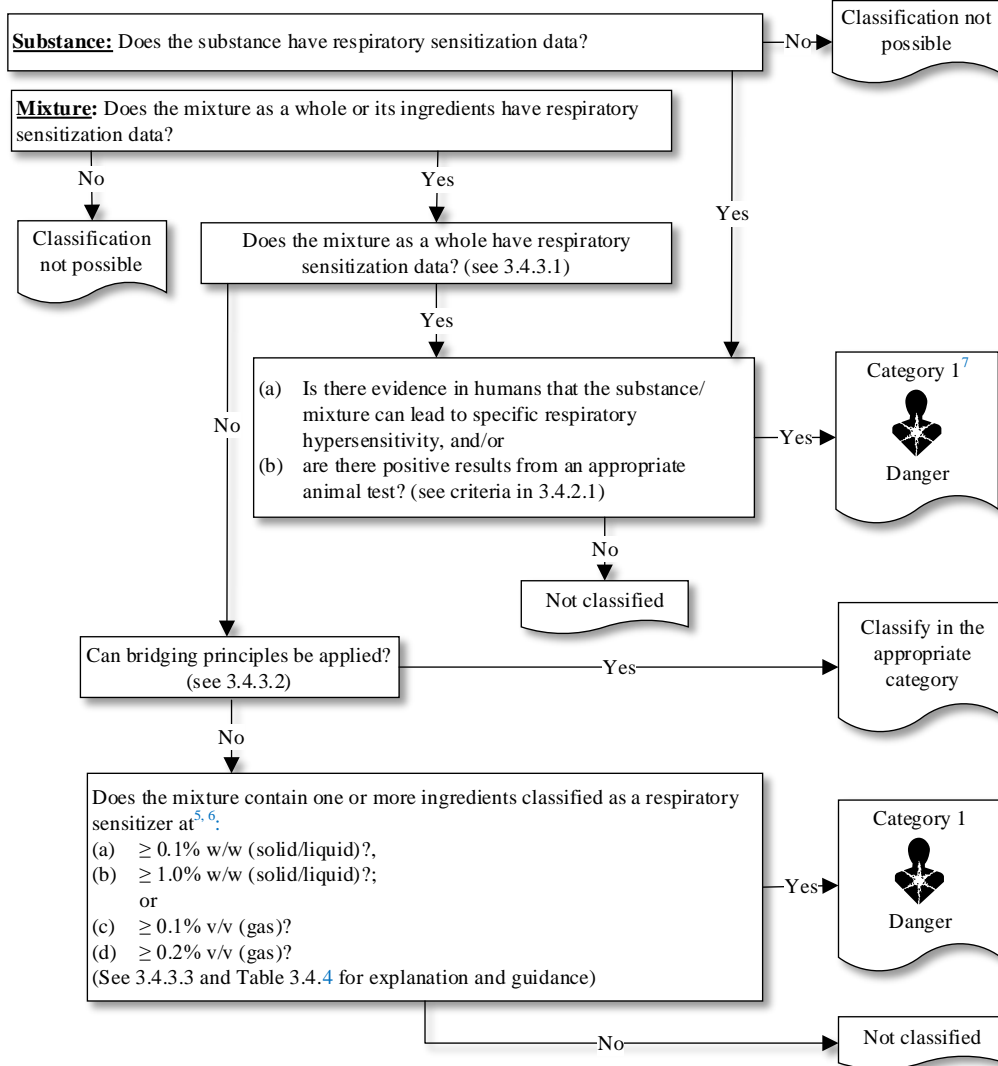 Substance: Does the substance have respiratory sensitization data?
No
Classification not
possible
Mixture: Does the mixture as a whole or its ingredients have respiratory
sensitization data?
No
Yes
Yes
Classification
not possible
Does the mixture as a whole have respiratory
sensitization data? (see 3.4.3.1)
Yes
No
(a) Is there evidence in humans that the substance/
mixture can lead to specific respiratory
hypersensitivity, and/or
(b) are there positive results from an appropriate
animal test? (see criteria in 3.4.2.1)
Yes
Category 1⁷
Danger
No
Not classified
Can bridging principles be applied?
(see 3.4.3.2)
Yes
Classify in the
appropriate
category
No
Does the mixture contain one or more ingredients classified as a respiratory
sensitizer at⁵, ⁶:
(a) ≥ 0.1% w/w (solid/liquid)?,
(b) ≥ 1.0% w/w (solid/liquid)?;
or
(c) ≥ 0.1% v/v (gas)?
(d) ≥ 0.2% v/v (gas)?
(See 3.4.3.3 and Table 3.4.4 for explanation and guidance)
Yes
Category 1
Danger
No
Not classified